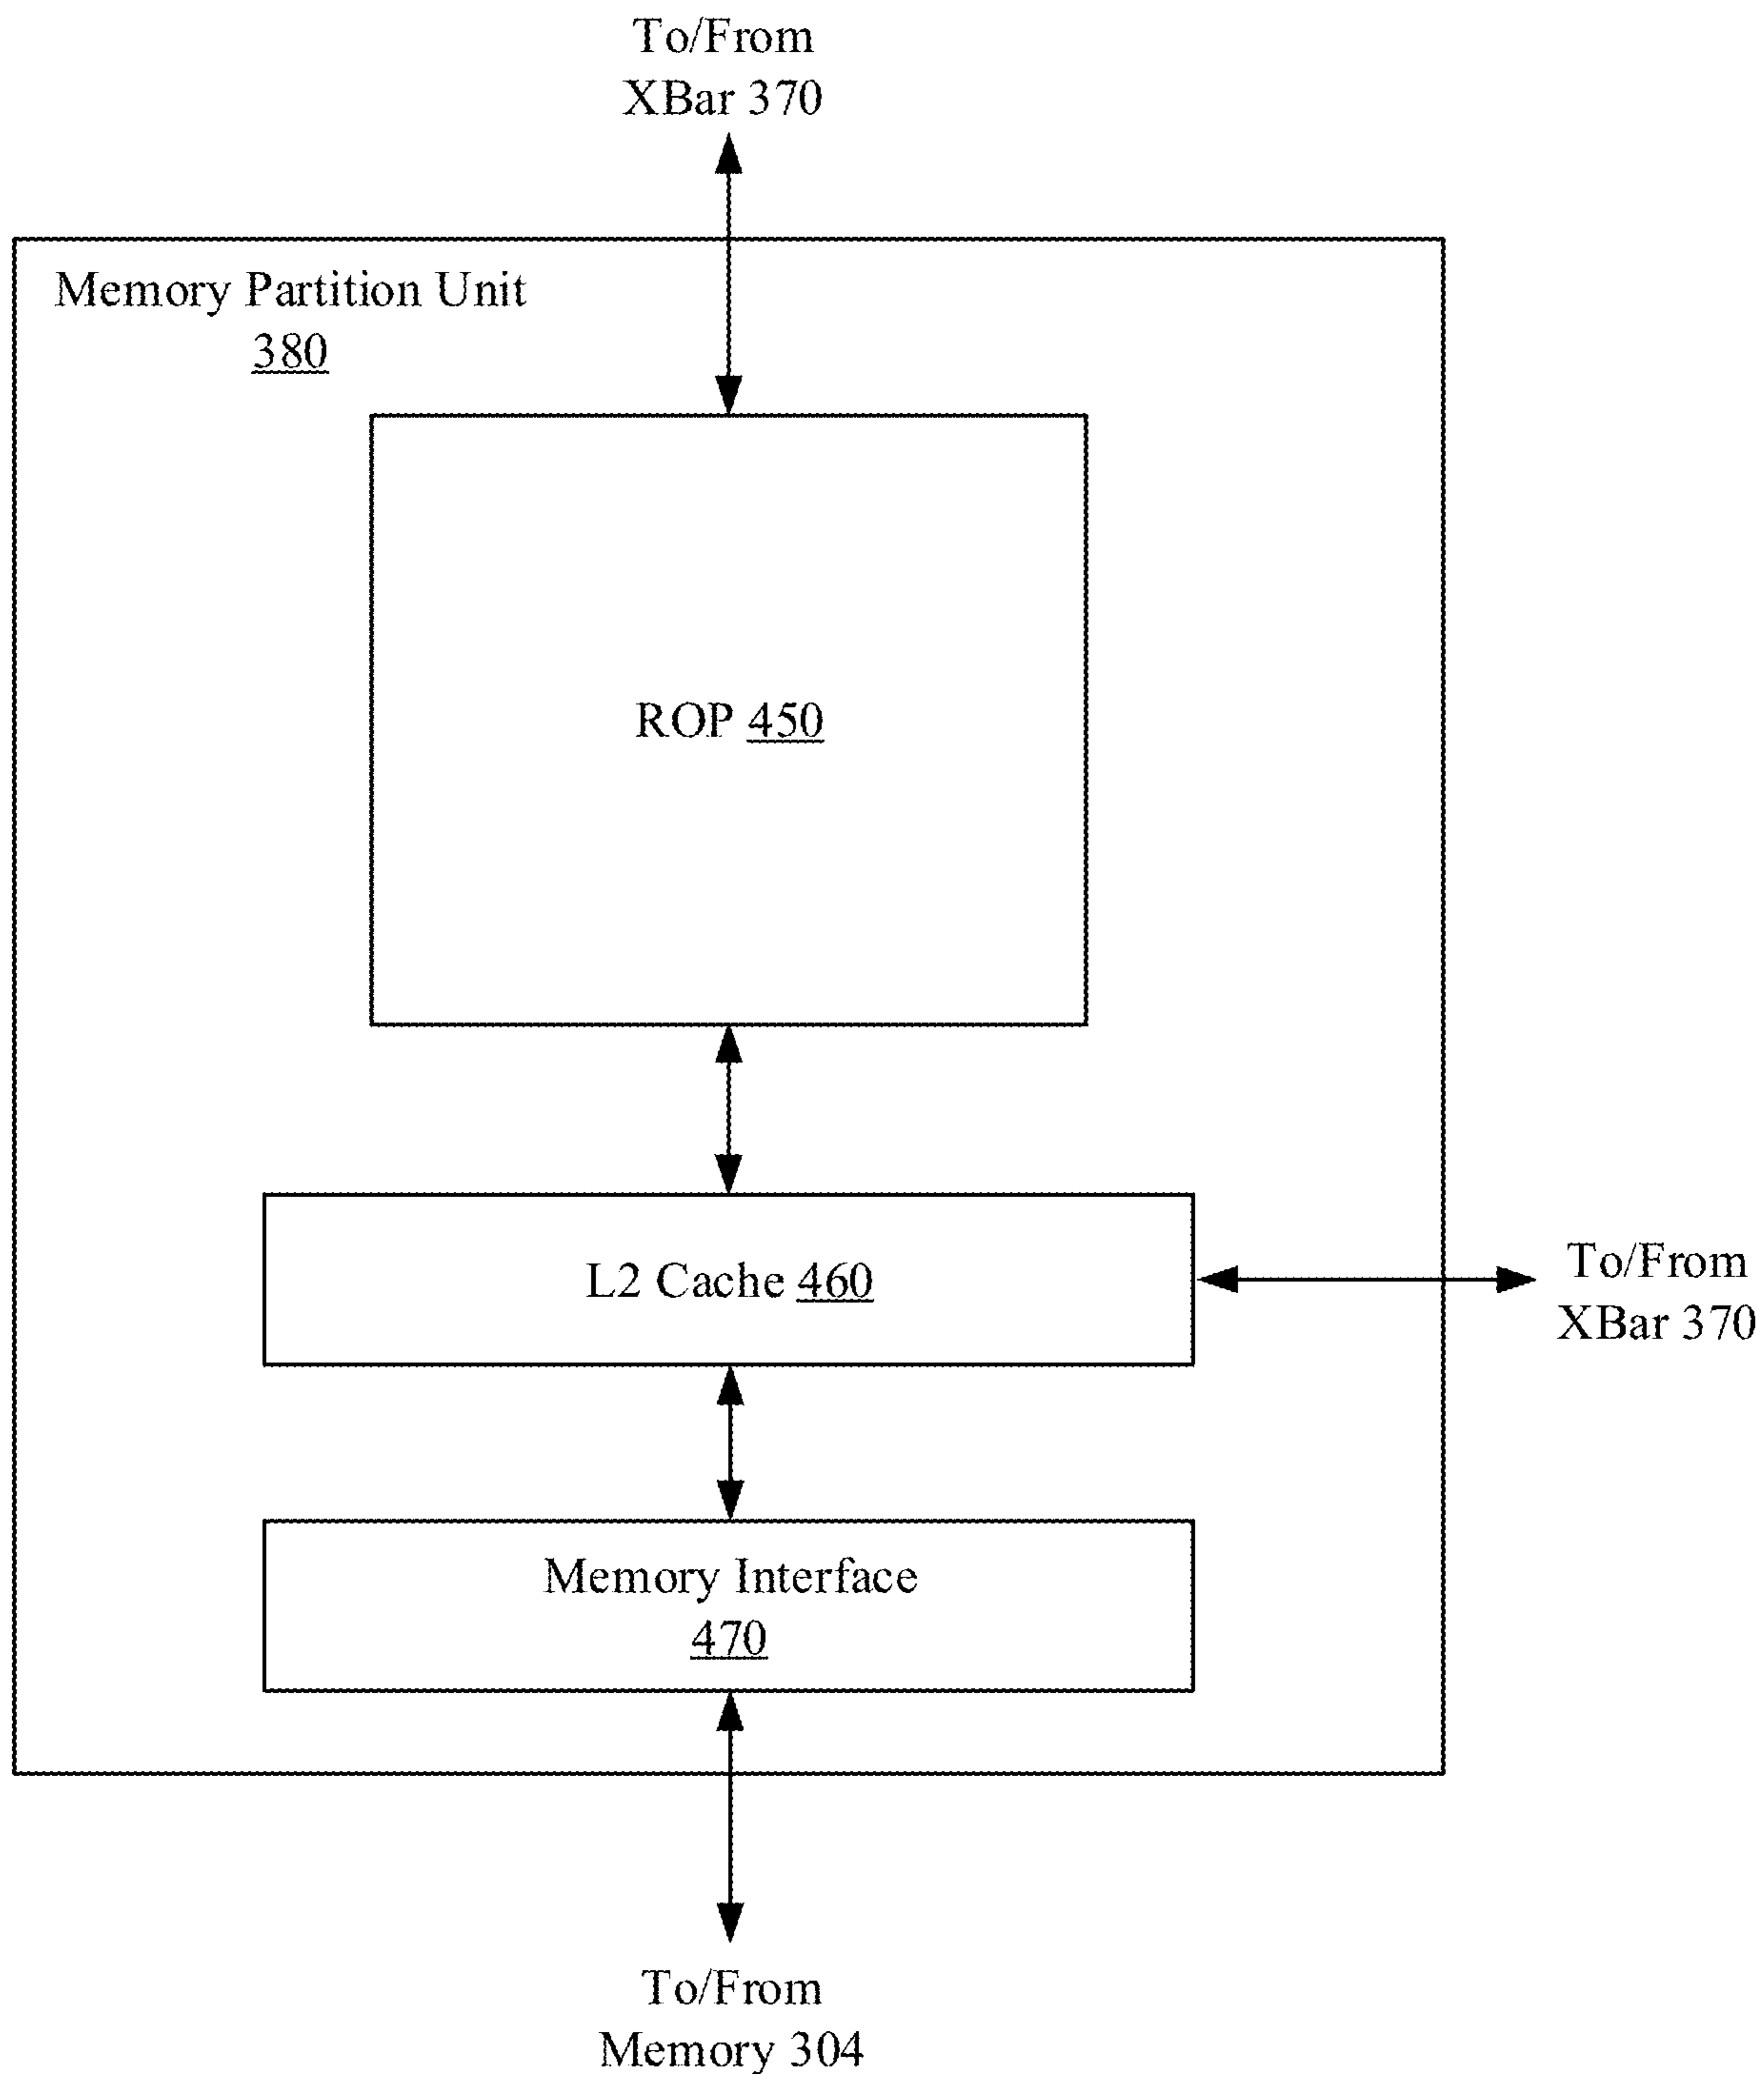 To/From
XBar 370
Memory Partition Unit
380
ROP 450
L2 Cache 460
To/From
XBar 370
Memory Interface
470
To/From
Memory 304